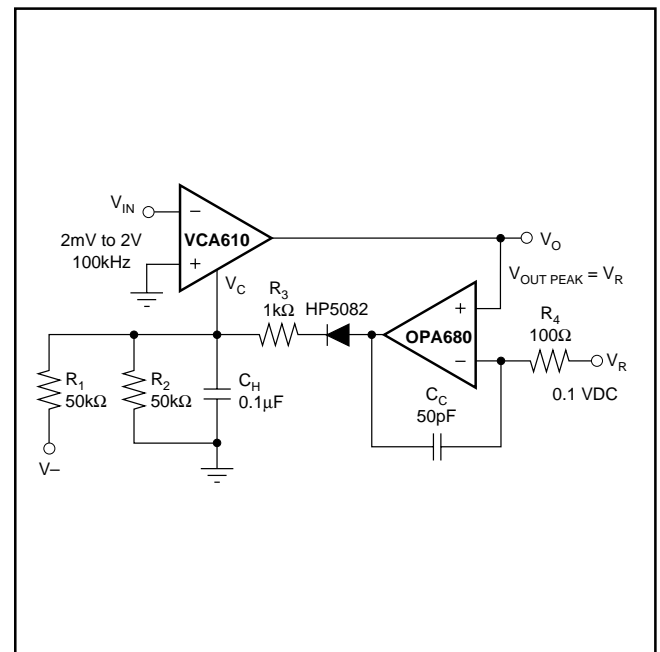 V_IN
2mV to 2V
100kHz
−
+
VCA610
V_C
V_O
V_OUT PEAK = V_R
R_3
1kΩ
HP5082
+
−
OPA680
R_4
100Ω
V_R
0.1 VDC
R_1
50kΩ
R_2
50kΩ
C_H
0.1µF
C_C
50pF
V–